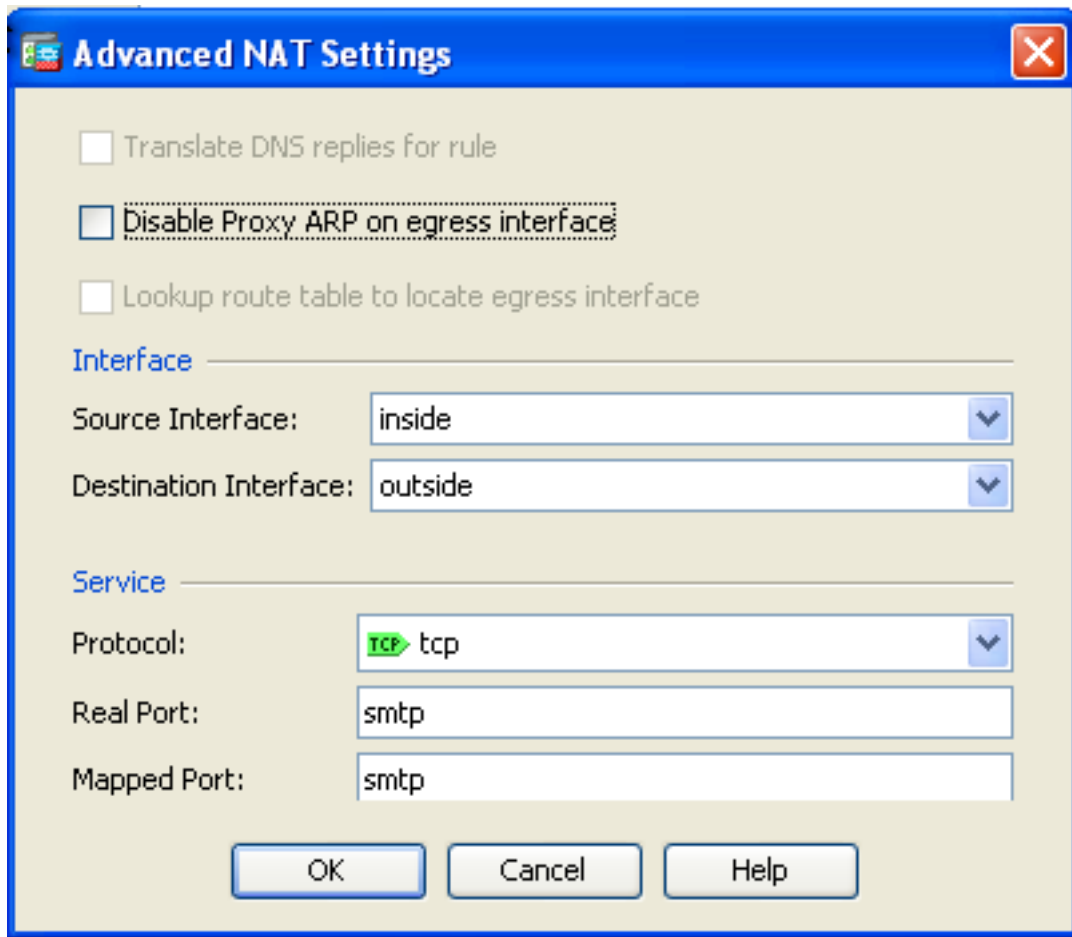 Advanced NAT Settings
Translate DNS replies for rule
Disable Proxy ARP on egress interface
Lookup route table to locate egress interface
Interface
Source Interface: inside
Destination Interface: outside
Service
Protocol: TCP tcp
Real Port: smtp
Mapped Port: smtp
OK Cancel Help